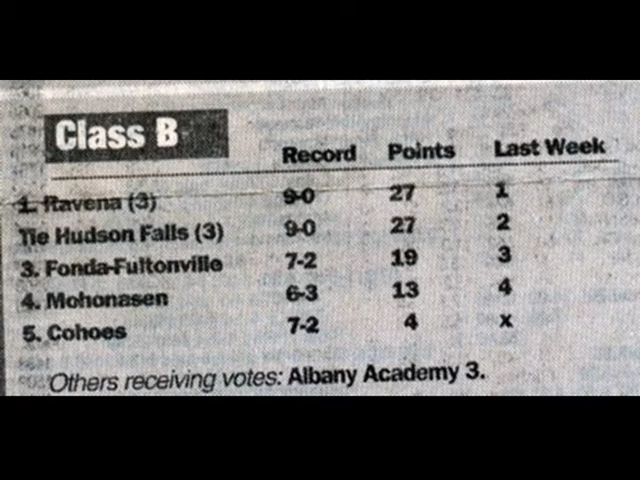 Class B
Record Points Last Week
1. Ravena (3) 9-0 27 1
Tie Hudson Falls (3) 9-0 27 2
3. Fonda-Fultonville 7-2 19 3
4. Mohonasen 6-3 13 4
5. Cohoes 7-2 4 x
Others receiving votes: Albany Academy 3.